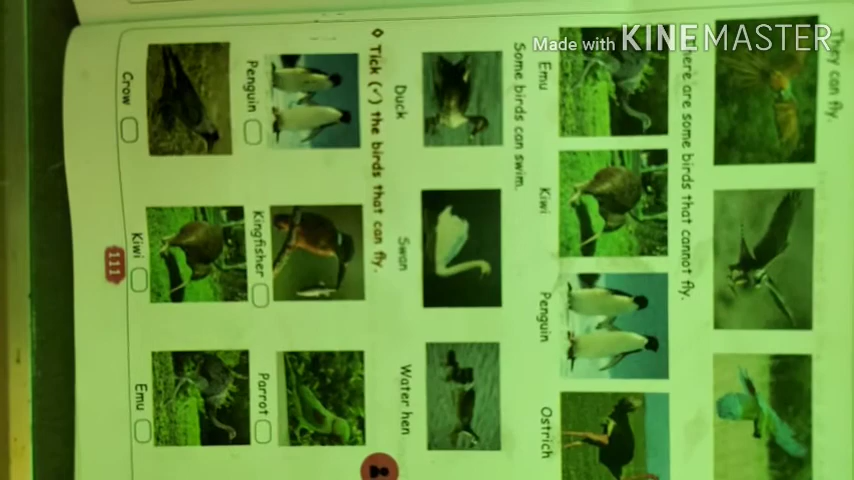 Made with KINEMASTER
They can fly.
here are some birds that cannot fly.
Emu Kiwi Penguin Ostrich
Some birds can swim.
Duck Swan Water hen
◊ Tick (✓) the birds that can fly.
Penguin Kingfisher Parrot
Crow Kiwi Emu
111